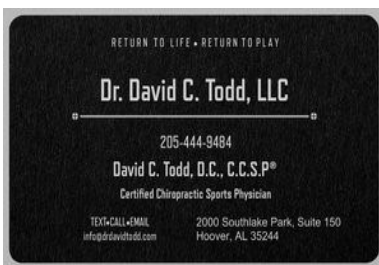 RETURN TO LIFE • RETURN TO PLAY
Dr. David C. Todd, LLC
205-444-9484
David C. Todd, D.C., C.C.S.P®
Certified Chiropractic Sports Physician
TEXT•CALL•EMAIL
info@drdavidtodd.com
2000 Southlake Park, Suite 150
Hoover, AL 35244